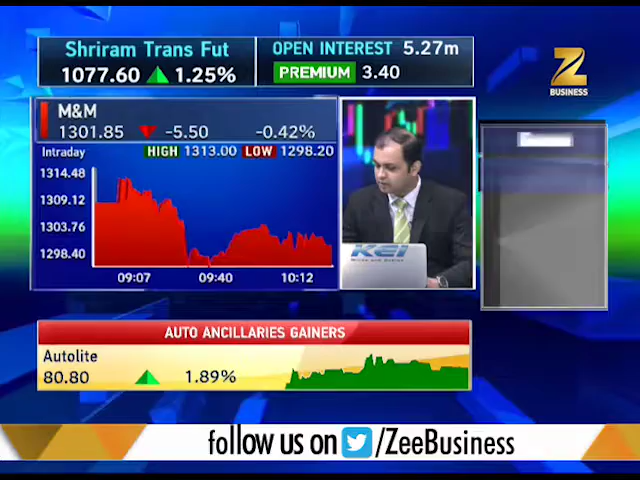 Shriram Trans Fut
1077.60 1.25%
OPEN INTEREST 5.27m
PREMIUM 3.40
Z
BUSINESS
M&M
1301.85 -5.50 -0.42%
Intraday HIGH 1313.00 LOW 1298.20
1314.48
1309.12
1303.76
1298.40
09:07 09:40 10:12
KEI
AUTO ANCILLARIES GAINERS
Autolite
80.80 1.89%
follow us on /ZeeBusiness